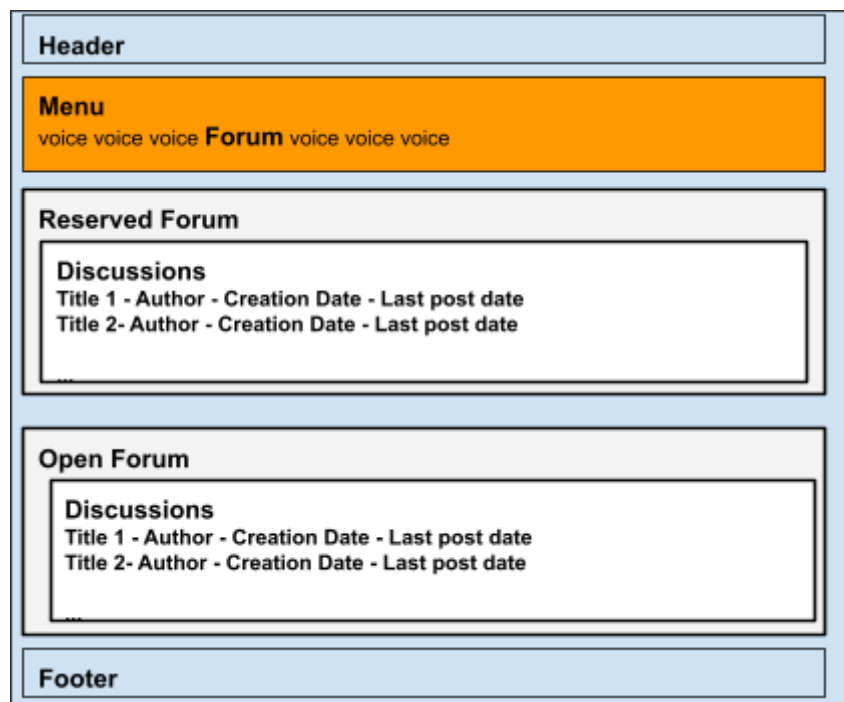 Header
Menu
voice voice voice Forum voice voice voice
Reserved Forum
Discussions
Title 1 - Author - Creation Date - Last post date
Title 2- Author - Creation Date - Last post date
...
Open Forum
Discussions
Title 1 - Author - Creation Date - Last post date
Title 2- Author - Creation Date - Last post date
...
Footer